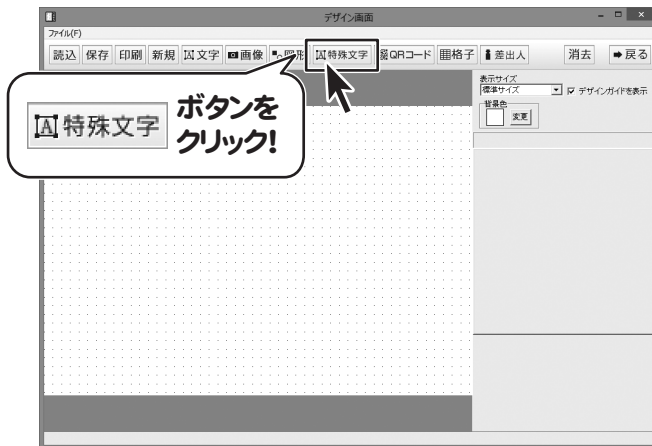 デザイン画面
ファイル(F)
読込 保存 印刷 新規 文字 画像 図形 特殊文字 QRコード 格子 差出人 消去 戻る
表示サイズ
標準サイズ デザインガイドを表示
背景色
変更
特殊文字
ボタンを
クリック!